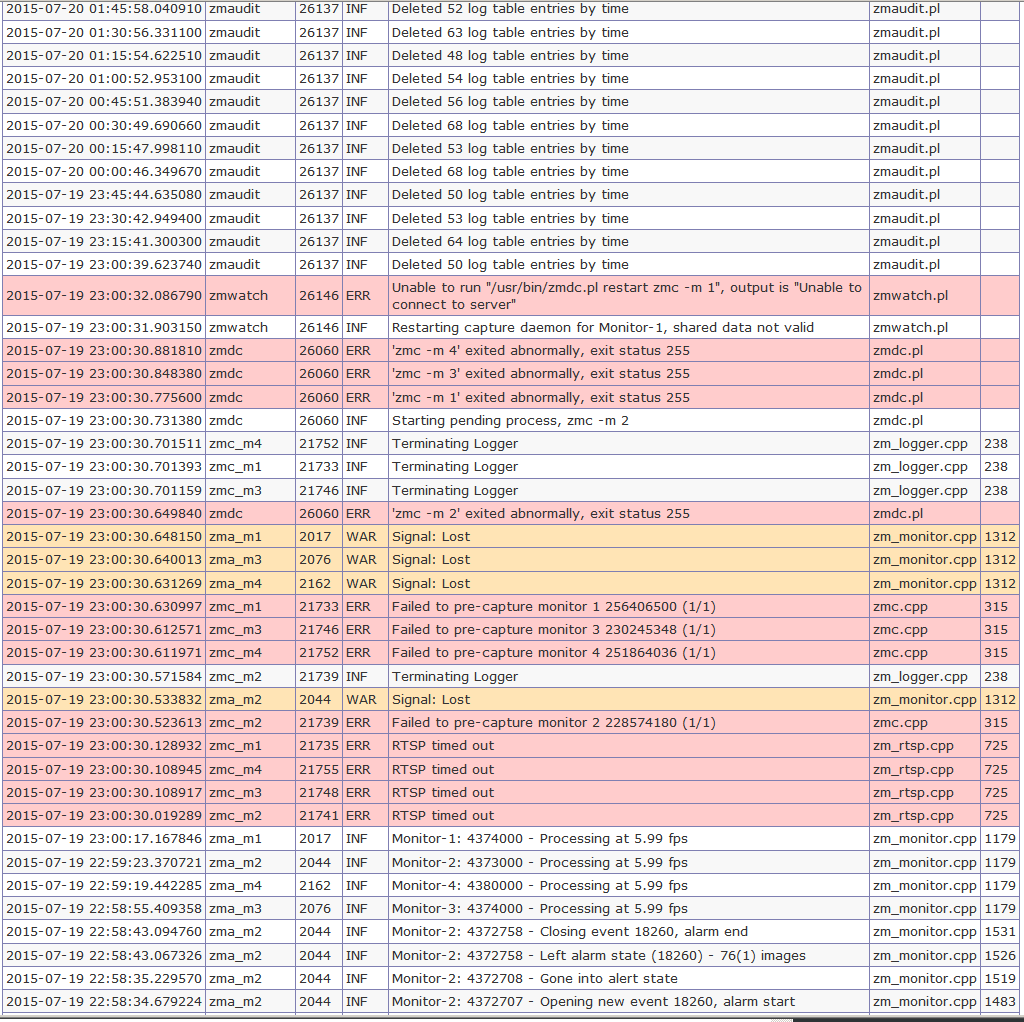 2015-07-20 01:45:58.040910 zmaudit 26137 INF Deleted 52 log table entries by time zmaudit.pl
2015-07-20 01:30:56.331100 zmaudit 26137 INF Deleted 63 log table entries by time zmaudit.pl
2015-07-20 01:15:54.622510 zmaudit 26137 INF Deleted 48 log table entries by time zmaudit.pl
2015-07-20 01:00:52.953100 zmaudit 26137 INF Deleted 54 log table entries by time zmaudit.pl
2015-07-20 00:45:51.383940 zmaudit 26137 INF Deleted 56 log table entries by time zmaudit.pl
2015-07-20 00:30:49.690660 zmaudit 26137 INF Deleted 68 log table entries by time zmaudit.pl
2015-07-20 00:15:47.998110 zmaudit 26137 INF Deleted 53 log table entries by time zmaudit.pl
2015-07-20 00:00:46.349670 zmaudit 26137 INF Deleted 68 log table entries by time zmaudit.pl
2015-07-19 23:45:44.635080 zmaudit 26137 INF Deleted 50 log table entries by time zmaudit.pl
2015-07-19 23:30:42.949400 zmaudit 26137 INF Deleted 53 log table entries by time zmaudit.pl
2015-07-19 23:15:41.300300 zmaudit 26137 INF Deleted 64 log table entries by time zmaudit.pl
2015-07-19 23:00:39.623740 zmaudit 26137 INF Deleted 50 log table entries by time zmaudit.pl
2015-07-19 23:00:32.086790 zmwatch 26146 ERR Unable to run "/usr/bin/zmdc.pl restart zmc -m 1", output is "Unable to
connect to server" zmwatch.pl
2015-07-19 23:00:31.903150 zmwatch 26146 INF Restarting capture daemon for Monitor-1, shared data not valid zmwatch.pl
2015-07-19 23:00:30.881810 zmdc 26060 ERR 'zmc -m 4' exited abnormally, exit status 255 zmdc.pl
2015-07-19 23:00:30.848380 zmdc 26060 ERR 'zmc -m 3' exited abnormally, exit status 255 zmdc.pl
2015-07-19 23:00:30.775600 zmdc 26060 ERR 'zmc -m 1' exited abnormally, exit status 255 zmdc.pl
2015-07-19 23:00:30.731380 zmdc 26060 INF Starting pending process, zmc -m 2 zmdc.pl
2015-07-19 23:00:30.701511 zmc_m4 21752 INF Terminating Logger zm_logger.cpp 238
2015-07-19 23:00:30.701393 zmc_m1 21733 INF Terminating Logger zm_logger.cpp 238
2015-07-19 23:00:30.701159 zmc_m3 21746 INF Terminating Logger zm_logger.cpp 238
2015-07-19 23:00:30.649840 zmdc 26060 ERR 'zmc -m 2' exited abnormally, exit status 255 zmdc.pl
2015-07-19 23:00:30.648150 zma_m1 2017 WAR Signal: Lost zm_monitor.cpp 1312
2015-07-19 23:00:30.640013 zma_m3 2076 WAR Signal: Lost zm_monitor.cpp 1312
2015-07-19 23:00:30.631269 zma_m4 2162 WAR Signal: Lost zm_monitor.cpp 1312
2015-07-19 23:00:30.630997 zmc_m1 21733 ERR Failed to pre-capture monitor 1 256406500 (1/1) zmc.cpp 315
2015-07-19 23:00:30.612571 zmc_m3 21746 ERR Failed to pre-capture monitor 3 230245348 (1/1) zmc.cpp 315
2015-07-19 23:00:30.611971 zmc_m4 21752 ERR Failed to pre-capture monitor 4 251864036 (1/1) zmc.cpp 315
2015-07-19 23:00:30.571584 zmc_m2 21739 INF Terminating Logger zm_logger.cpp 238
2015-07-19 23:00:30.533832 zma_m2 2044 WAR Signal: Lost zm_monitor.cpp 1312
2015-07-19 23:00:30.523613 zmc_m2 21739 ERR Failed to pre-capture monitor 2 228574180 (1/1) zmc.cpp 315
2015-07-19 23:00:30.128932 zmc_m1 21735 ERR RTSP timed out zm_rtsp.cpp 725
2015-07-19 23:00:30.108945 zmc_m4 21755 ERR RTSP timed out zm_rtsp.cpp 725
2015-07-19 23:00:30.108917 zmc_m3 21748 ERR RTSP timed out zm_rtsp.cpp 725
2015-07-19 23:00:30.019289 zmc_m2 21741 ERR RTSP timed out zm_rtsp.cpp 725
2015-07-19 23:00:17.167846 zma_m1 2017 INF Monitor-1: 4374000 - Processing at 5.99 fps zm_monitor.cpp 1179
2015-07-19 22:59:23.370721 zma_m2 2044 INF Monitor-2: 4373000 - Processing at 5.99 fps zm_monitor.cpp 1179
2015-07-19 22:59:19.442285 zma_m4 2162 INF Monitor-4: 4380000 - Processing at 5.99 fps zm_monitor.cpp 1179
2015-07-19 22:58:55.409358 zma_m3 2076 INF Monitor-3: 4374000 - Processing at 5.99 fps zm_monitor.cpp 1179
2015-07-19 22:58:43.094760 zma_m2 2044 INF Monitor-2: 4372758 - Closing event 18260, alarm end zm_monitor.cpp 1531
2015-07-19 22:58:43.067326 zma_m2 2044 INF Monitor-2: 4372758 - Left alarm state (18260) - 76(1) images zm_monitor.cpp 1526
2015-07-19 22:58:35.229570 zma_m2 2044 INF Monitor-2: 4372708 - Gone into alert state zm_monitor.cpp 1519
2015-07-19 22:58:34.679224 zma_m2 2044 INF Monitor-2: 4372707 - Opening new event 18260, alarm start zm_monitor.cpp 1483